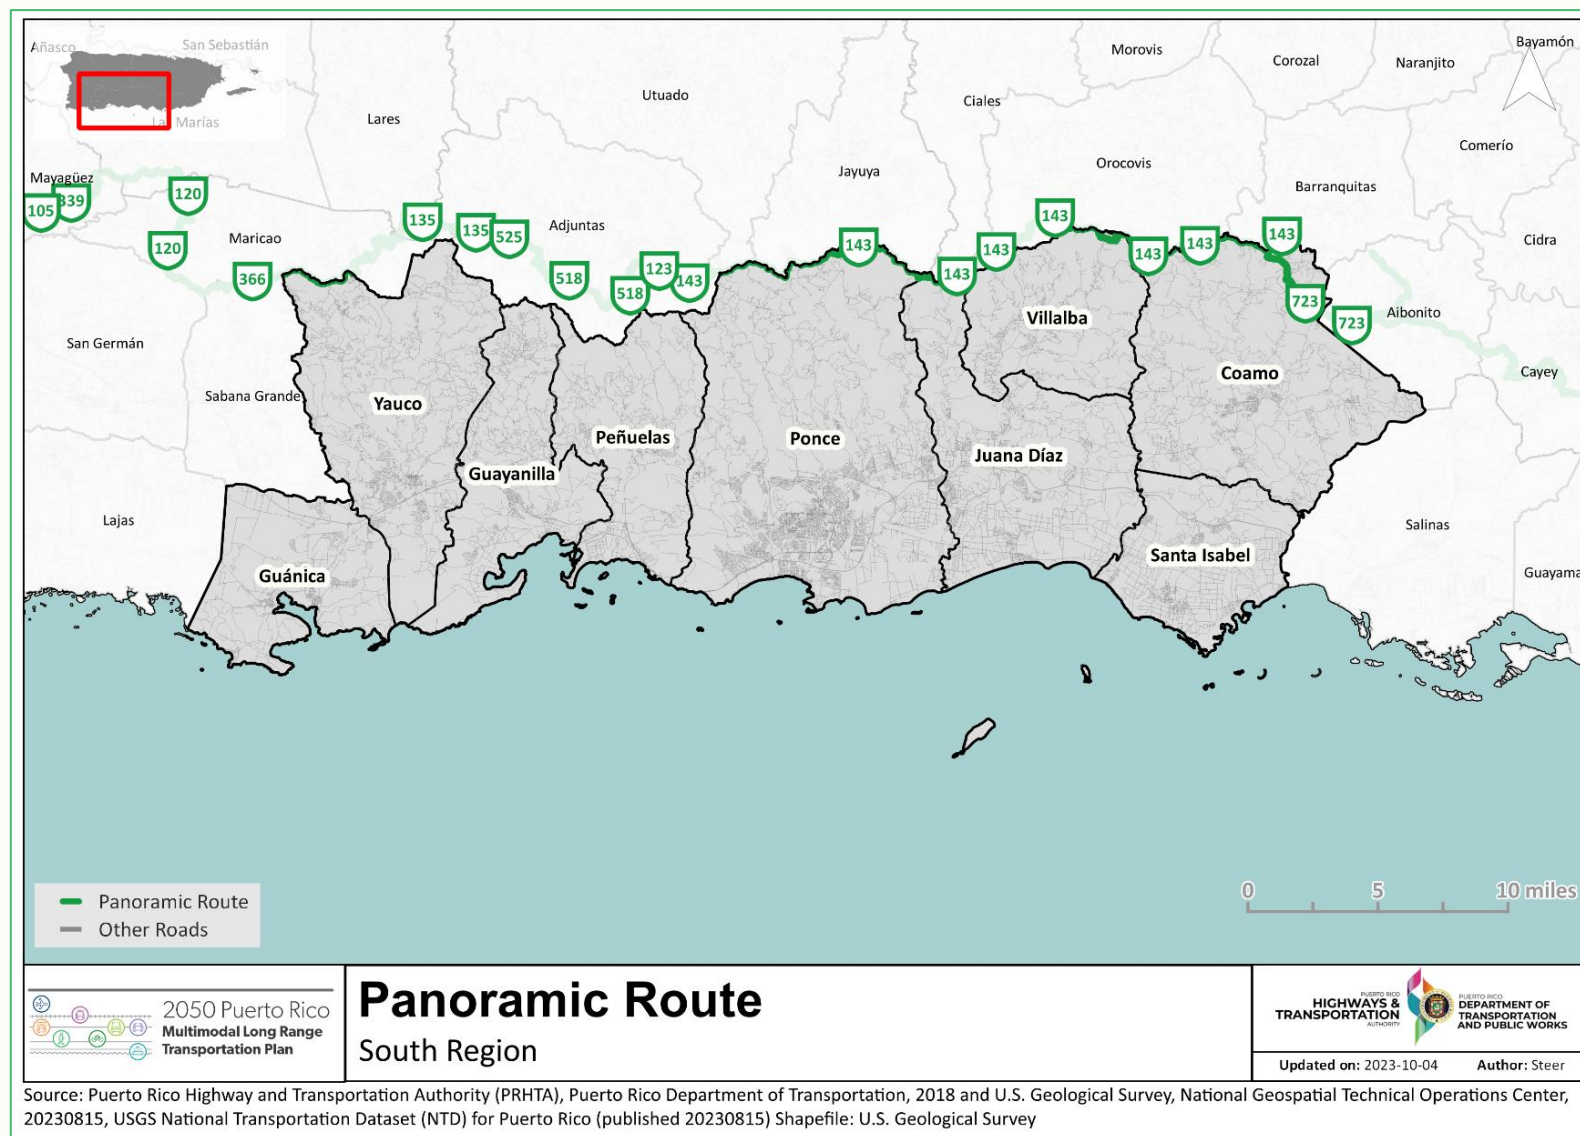 Añasco
San Sebastián
Las Marías
Mayagüez
Lares
Utuado
Morovis
Corozal
Naranjito
Bayamón
Ciales
Jayuya
Orocovis
Comerío
Barranquitas
105
339
120
120
Maricao
366
135
135
525
Adjuntas
518
518
123
143
143
143
143
143
143
143
143
723
723
Cidra
Aibonito
Cayey
San Germán
Sabana Grande
Yauco
Guayanilla
Peñuelas
Ponce
Villalba
Juana Díaz
Coamo
Santa Isabel
Guánica
Lajas
Salinas
Guayama
Panoramic Route
Other Roads
0 5 10 miles
2050 Puerto Rico
Multimodal Long Range
Transportation Plan
Panoramic Route
South Region
PUERTO RICO
HIGHWAYS &
TRANSPORTATION
AUTHORITY
PUERTO RICO
DEPARTMENT OF
TRANSPORTATION
AND PUBLIC WORKS
Updated on: 2023-10-04 Author: Steer
Source: Puerto Rico Highway and Transportation Authority (PRHTA), Puerto Rico Department of Transportation, 2018 and U.S. Geological Survey, National Geospatial Technical Operations Center,
20230815, USGS National Transportation Dataset (NTD) for Puerto Rico (published 20230815) Shapefile: U.S. Geological Survey